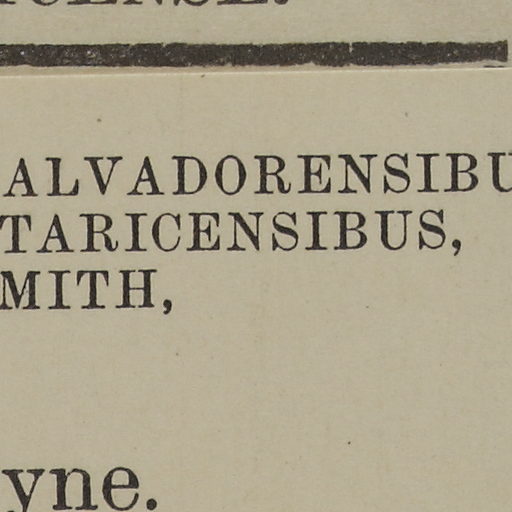 ALVADORENSIBU
TARICENSIBUS,
MITH,
yne.